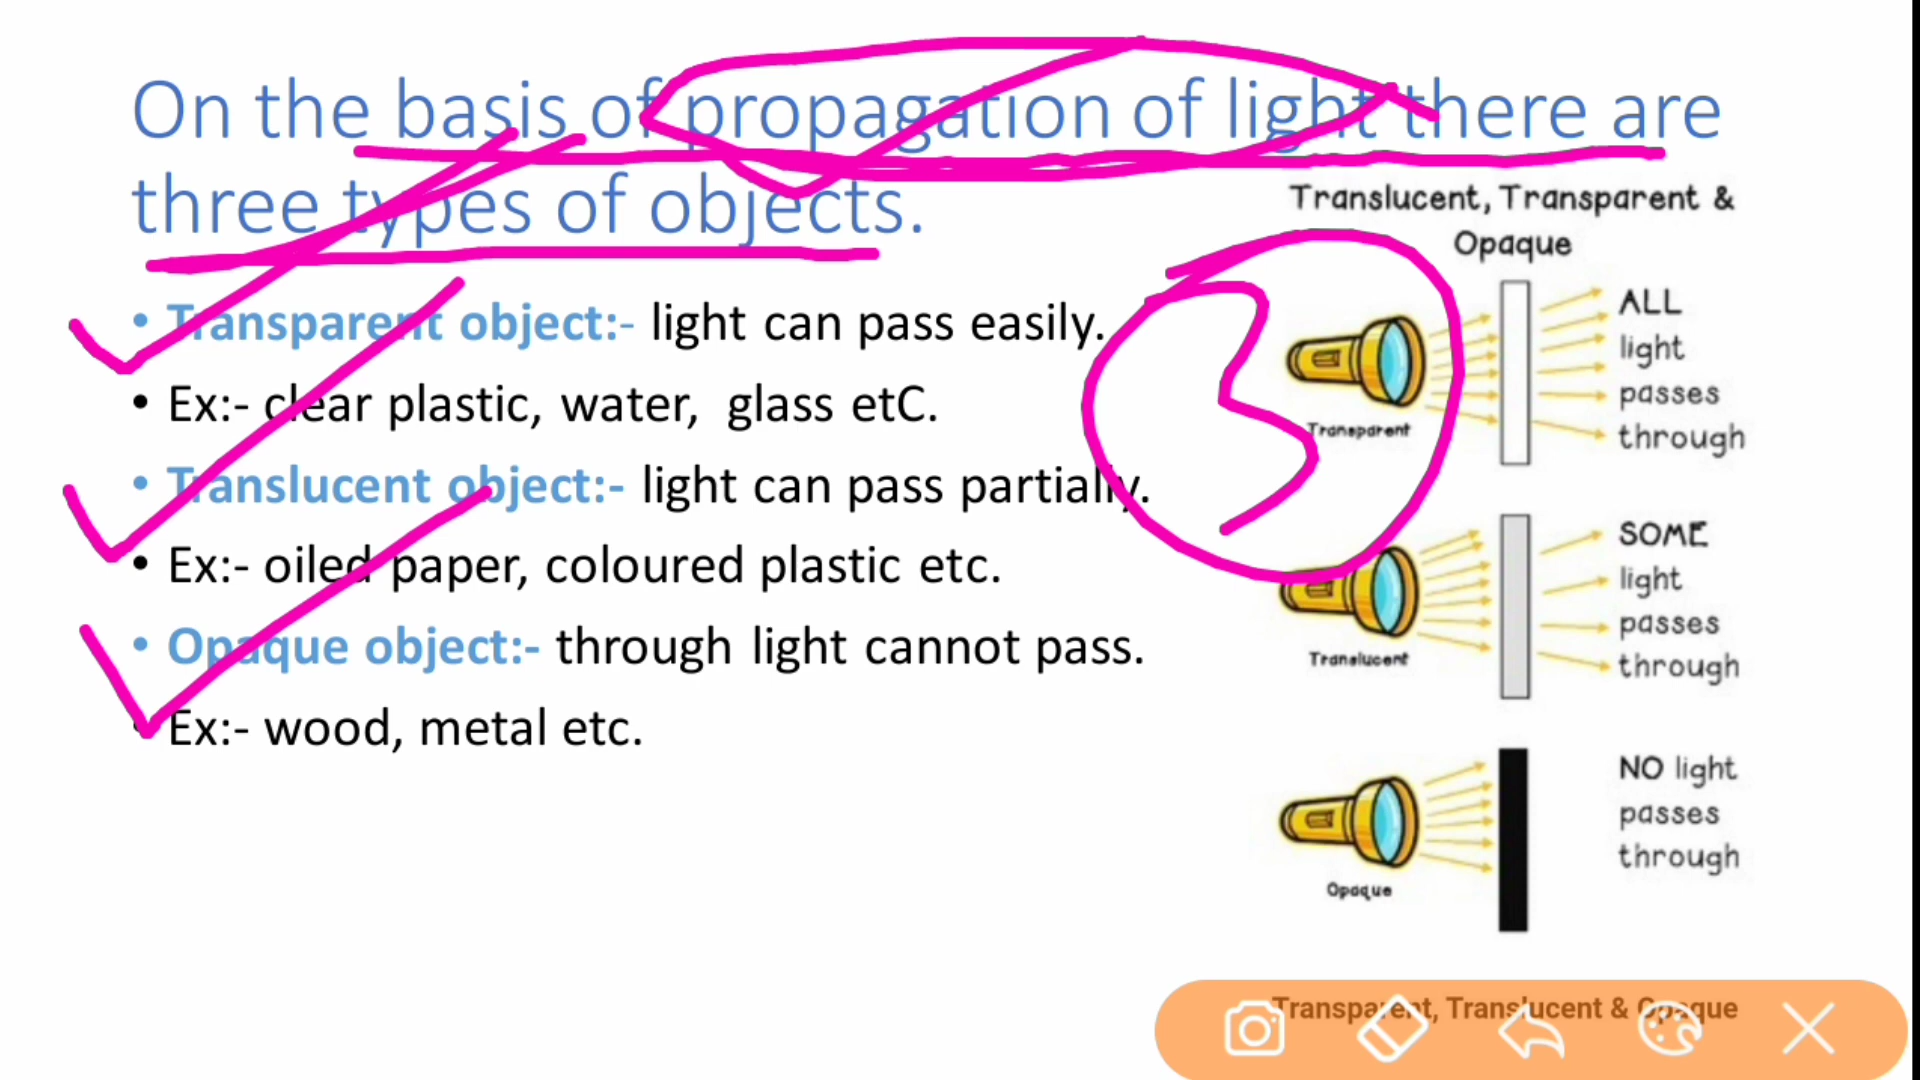 On the basis of propagation of light there are
three types of objects.
• Transparent object:- light can pass easily.
• Ex:- clear plastic, water, glass etC.
• Translucent object:- light can pass partially.
• Ex:- oiled paper, coloured plastic etc.
• Opaque object:- through light cannot pass.
• Ex:- wood, metal etc.
3
Translucent, Transparent &
Opaque
Transparent
ALL
light
passes
through
Translucent
SOME
light
passes
through
Opaque
NO light
passes
through
Transparent, Translucent & Opaque